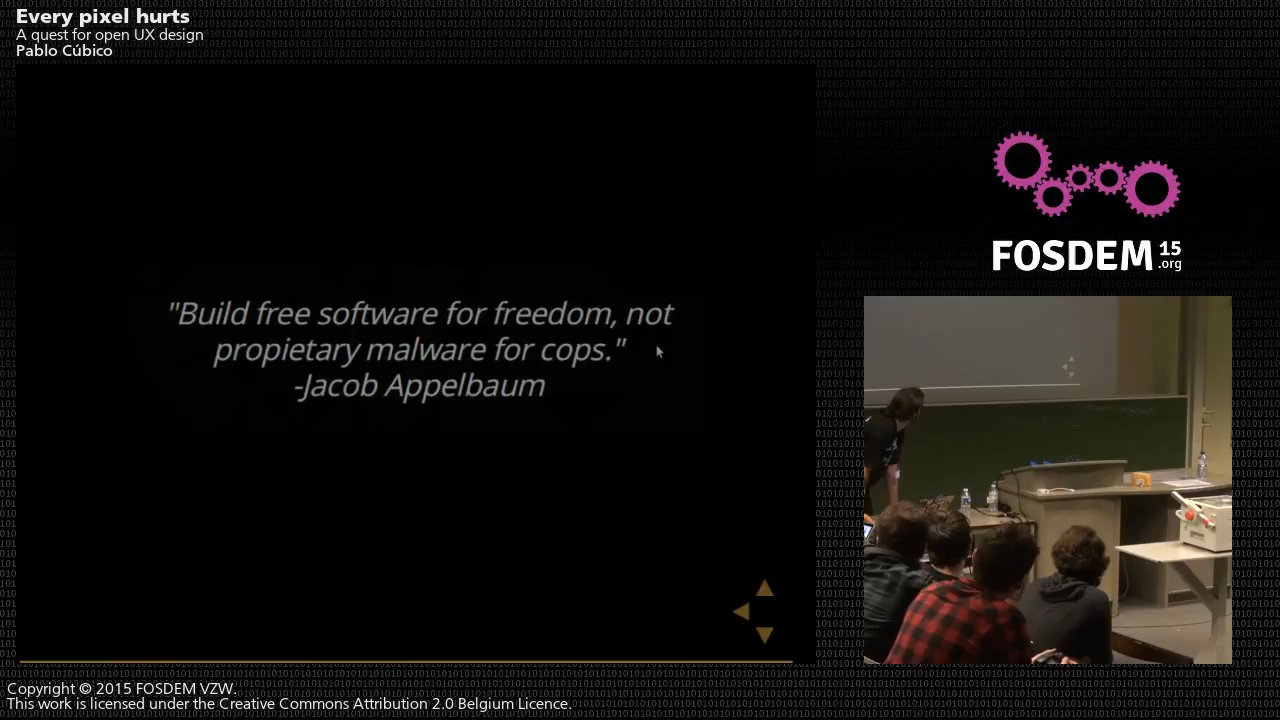 Every pixel hurts
A quest for open UX design
Pablo Cúbico
"Build free software for freedom, not
propietary malware for cops."
-Jacob Appelbaum
FOSDEM 15
.org
Copyright © 2015 FOSDEM VZW.
This work is licensed under the Creative Commons Attribution 2.0 Belgium Licence.